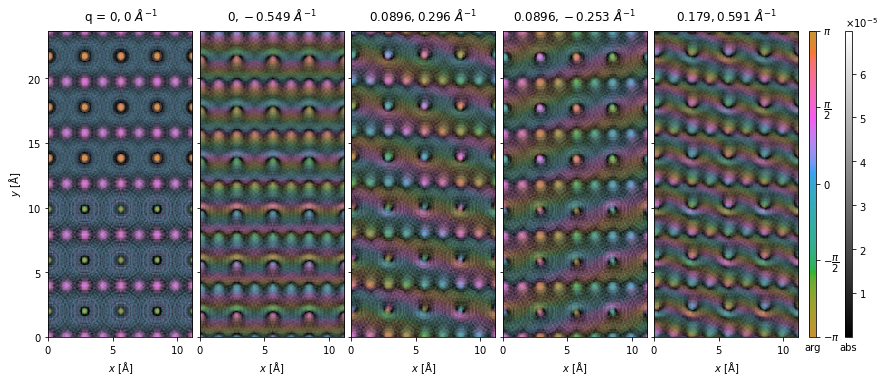 q = 0, 0 Å⁻¹
0, −0.549 Å⁻¹
0.0896, 0.296 Å⁻¹
0.0896, −0.253 Å⁻¹
0.179, 0.591 Å⁻¹
×10⁻⁵
y [Å]
20
15
10
5
0
0 5 10
0 5 10
0 5 10
0 5 10
0 5 10
x [Å]
x [Å]
x [Å]
x [Å]
x [Å]
π
π/2
0
−π/2
−π
arg
6
5
4
3
2
1
abs